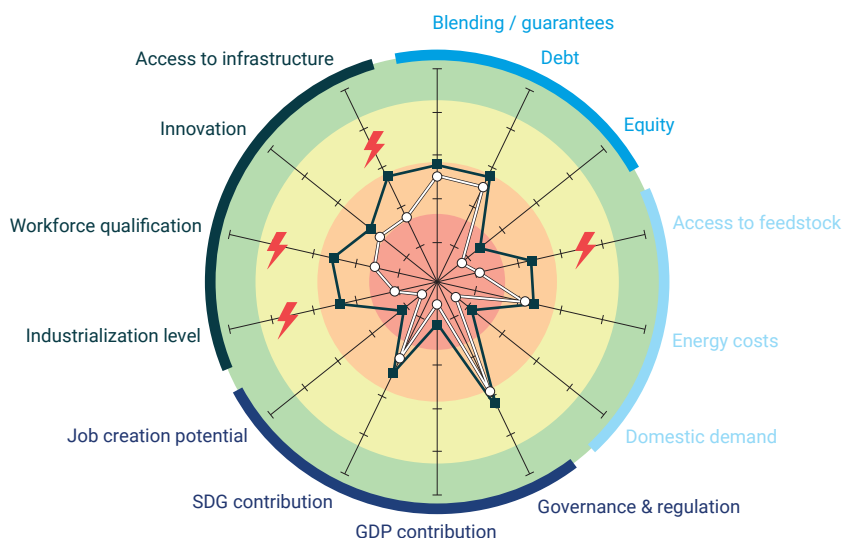 Blending / guarantees
Debt
Equity
Access to feedstock
Energy costs
Domestic demand
Governance & regulation
GDP contribution
SDG contribution
Job creation potential
Industrialization level
Workforce qualification
Innovation
Access to infrastructure